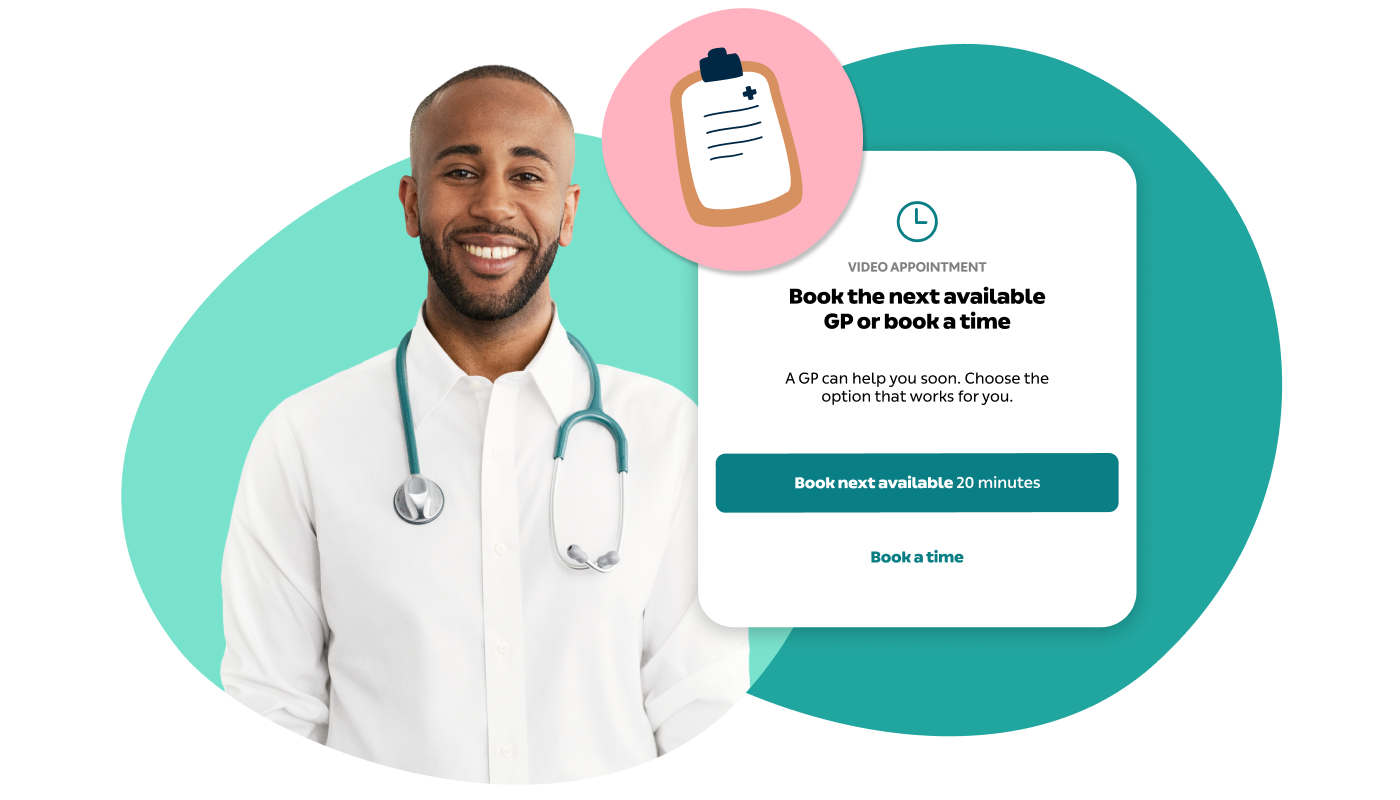 VIDEO APPOINTMENT
Book the next available
GP or book a time
A GP can help you soon. Choose the
option that works for you.
Book next available 20 minutes
Book a time